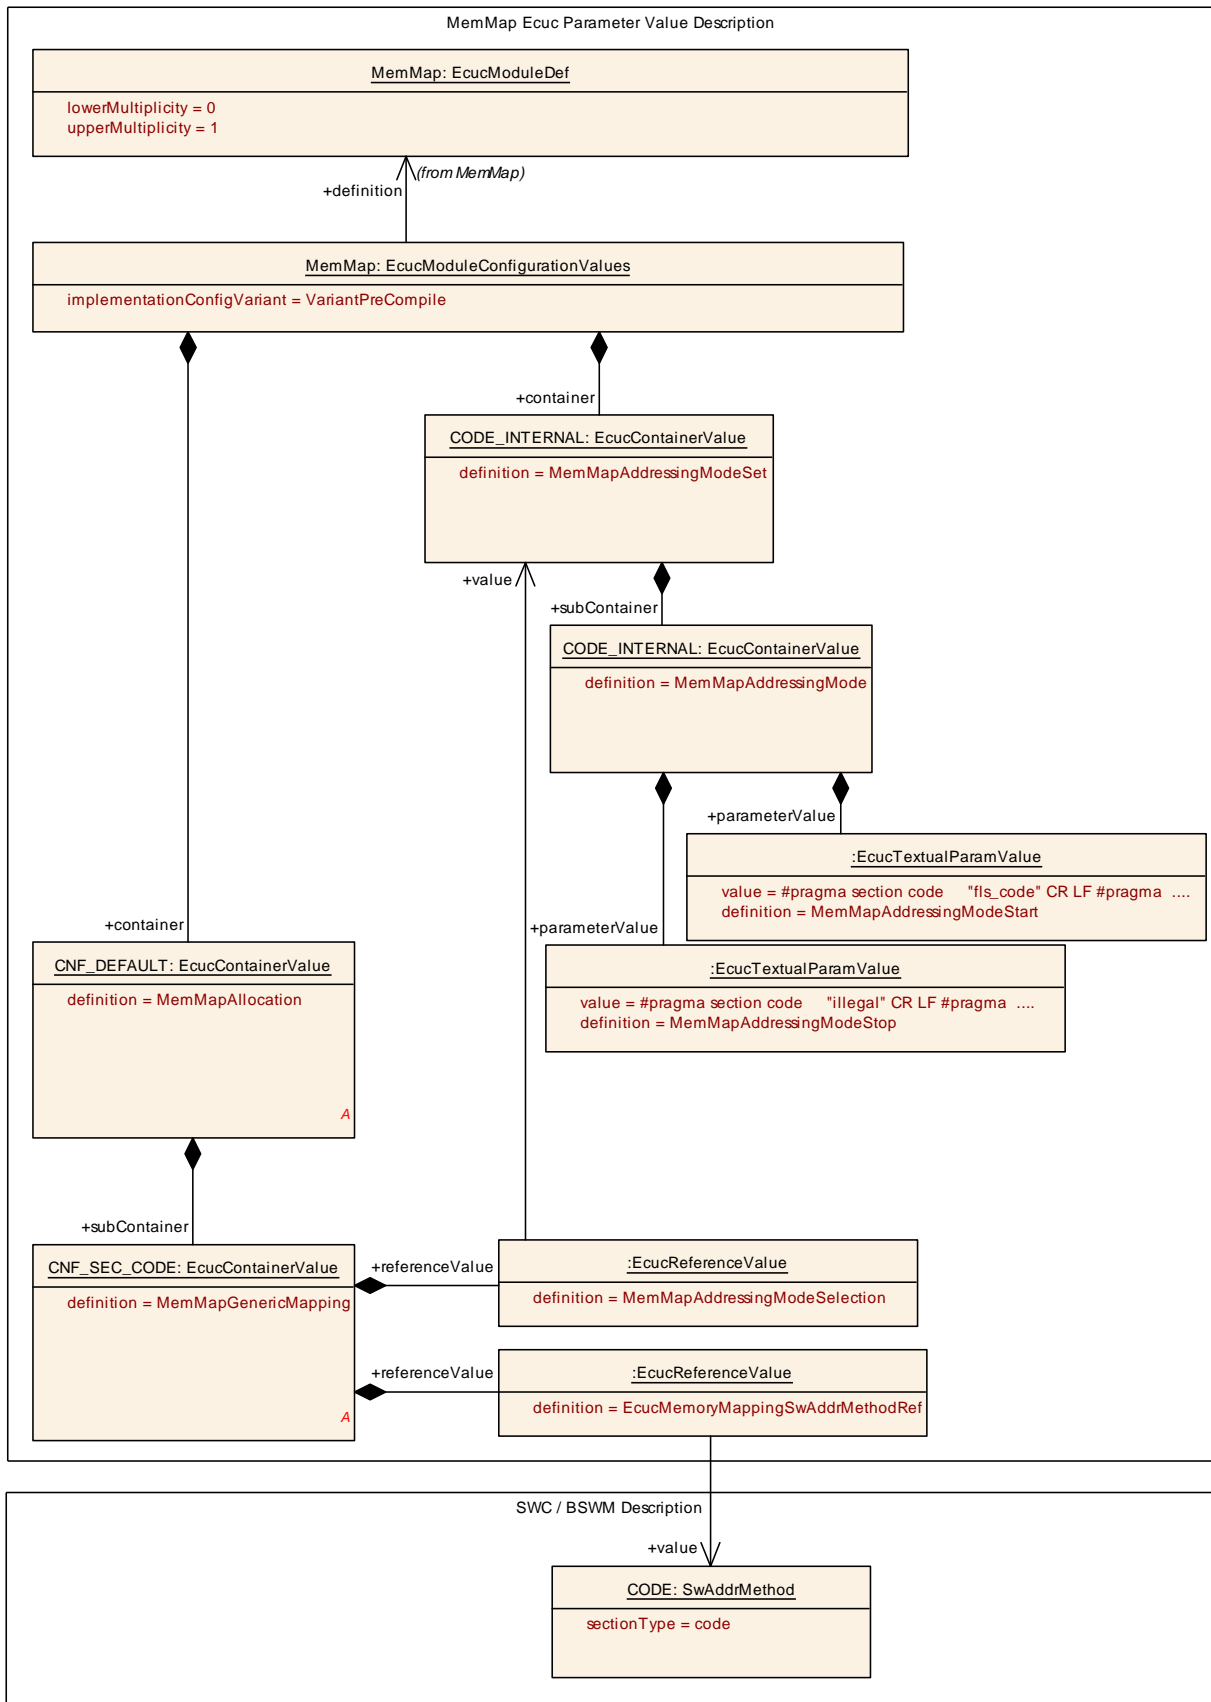 MemMap Ecuc Parameter Value Description
MemMap: EcucModuleDef
lowerMultiplicity = 0
upperMultiplicity = 1
(from MemMap)
+definition
MemMap: EcucModuleConfigurationValues
implementationConfigVariant = VariantPreCompile
+container
CODE_INTERNAL: EcucContainerValue
definition = MemMapAddressingModeSet
+value
+subContainer
CODE_INTERNAL: EcucContainerValue
definition = MemMapAddressingMode
+parameterValue
:EcucTextualParamValue
value = #pragma section code "fls_code" CR LF #pragma ....
definition = MemMapAddressingModeStart
+parameterValue
:EcucTextualParamValue
value = #pragma section code "illegal" CR LF #pragma ....
definition = MemMapAddressingModeStop
+container
CNF_DEFAULT: EcucContainerValue
definition = MemMapAllocation
A
+subContainer
CNF_SEC_CODE: EcucContainerValue
definition = MemMapGenericMapping
A
+referenceValue
:EcucReferenceValue
definition = MemMapAddressingModeSelection
+referenceValue
:EcucReferenceValue
definition = EcucMemoryMappingSwAddrMethodRef
SWC / BSWM Description
+value
CODE: SwAddrMethod
sectionType = code